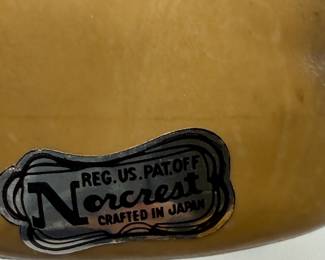 REG. US. PAT. OFF
Norcrest
CRAFTED IN JAPAN